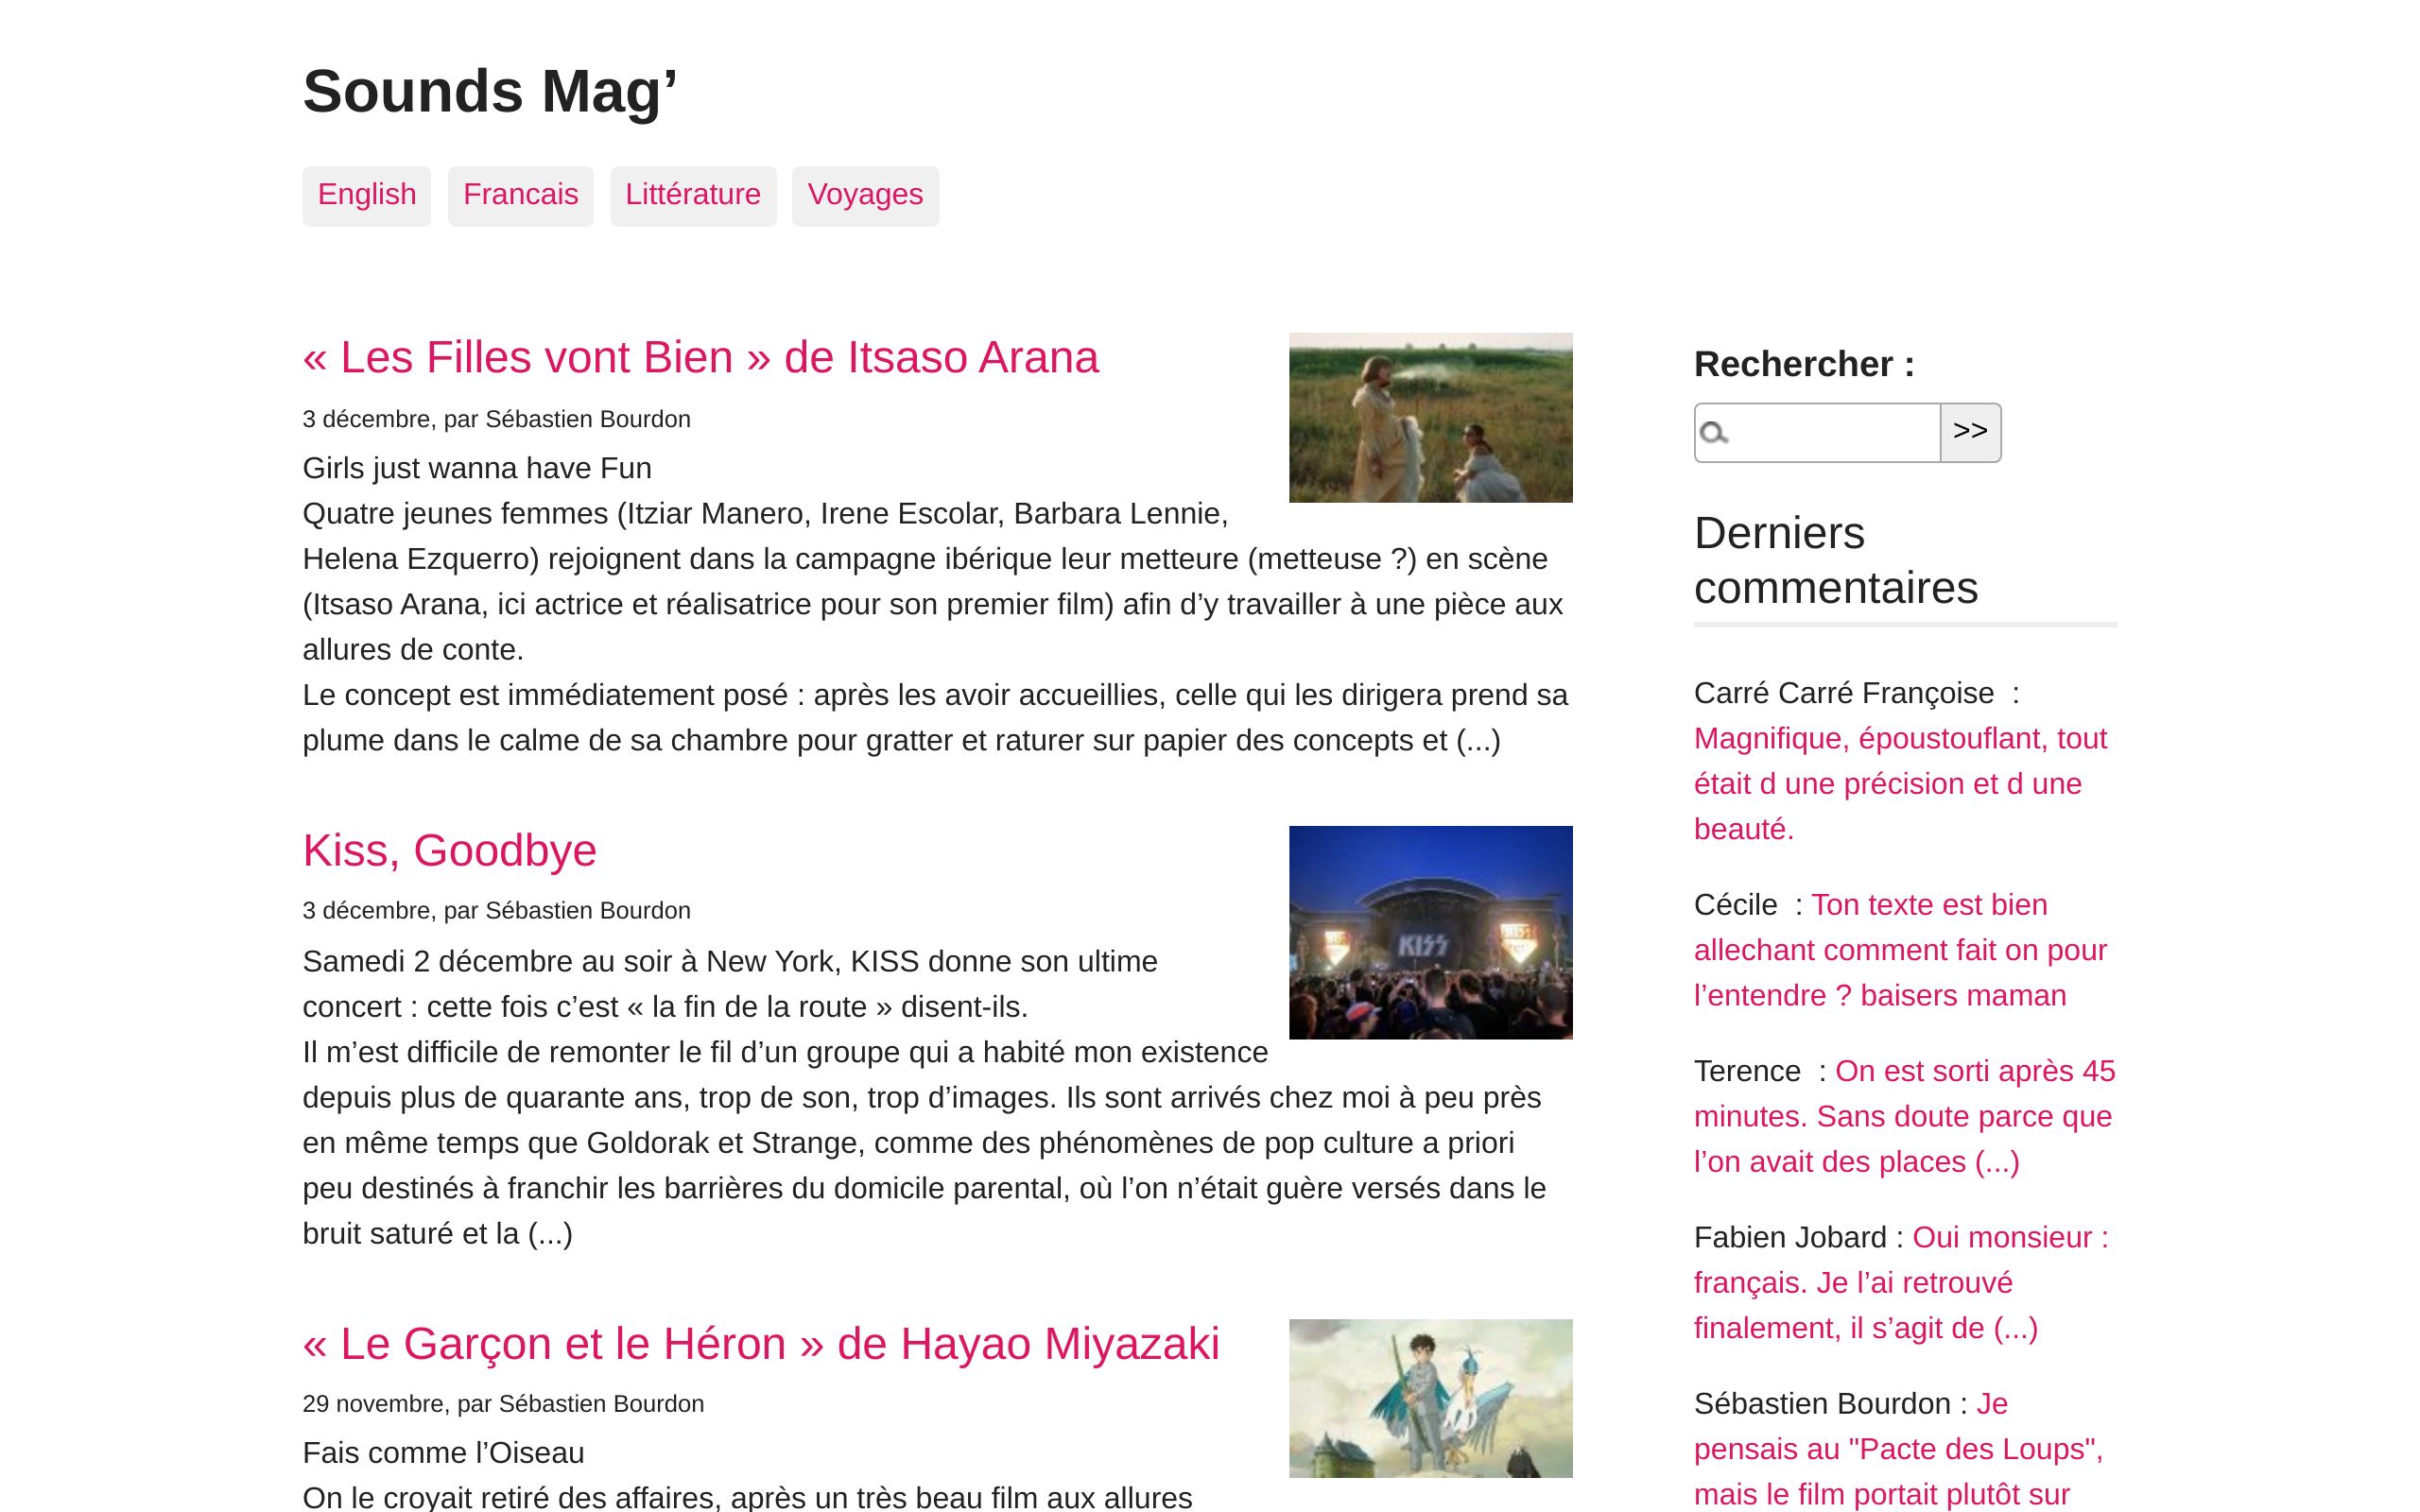 Sounds Mag’
English
Francais
Littérature
Voyages
« Les Filles vont Bien » de Itsaso Arana
3 décembre, par Sébastien Bourdon
Girls just wanna have Fun
Quatre jeunes femmes (Itziar Manero, Irene Escolar, Barbara Lennie,
Helena Ezquerro) rejoignent dans la campagne ibérique leur metteure (metteuse ?) en scène
(Itsaso Arana, ici actrice et réalisatrice pour son premier film) afin d’y travailler à une pièce aux
allures de conte.
Le concept est immédiatement posé : après les avoir accueillies, celle qui les dirigera prend sa
plume dans le calme de sa chambre pour gratter et raturer sur papier des concepts et (...)
Kiss, Goodbye
3 décembre, par Sébastien Bourdon
Samedi 2 décembre au soir à New York, KISS donne son ultime
concert : cette fois c’est « la fin de la route » disent-ils.
Il m’est difficile de remonter le fil d’un groupe qui a habité mon existence
depuis plus de quarante ans, trop de son, trop d’images. Ils sont arrivés chez moi à peu près
en même temps que Goldorak et Strange, comme des phénomènes de pop culture a priori
peu destinés à franchir les barrières du domicile parental, où l’on n’était guère versés dans le
bruit saturé et la (...)
KISS
« Le Garçon et le Héron » de Hayao Miyazaki
29 novembre, par Sébastien Bourdon
Fais comme l’Oiseau
On le croyait retiré des affaires, après un très beau film aux allures
Rechercher :
>>
Derniers
commentaires
Carré Carré Françoise  :
Magnifique, époustouflant, tout
était d une précision et d une
beauté.
Cécile  : Ton texte est bien
allechant comment fait on pour
l’entendre ? baisers maman
Terence  : On est sorti après 45
minutes. Sans doute parce que
l’on avait des places (...)
Fabien Jobard : Oui monsieur :
français. Je l’ai retrouvé
finalement, il s’agit de (...)
Sébastien Bourdon : Je
pensais au "Pacte des Loups",
mais le film portait plutôt sur